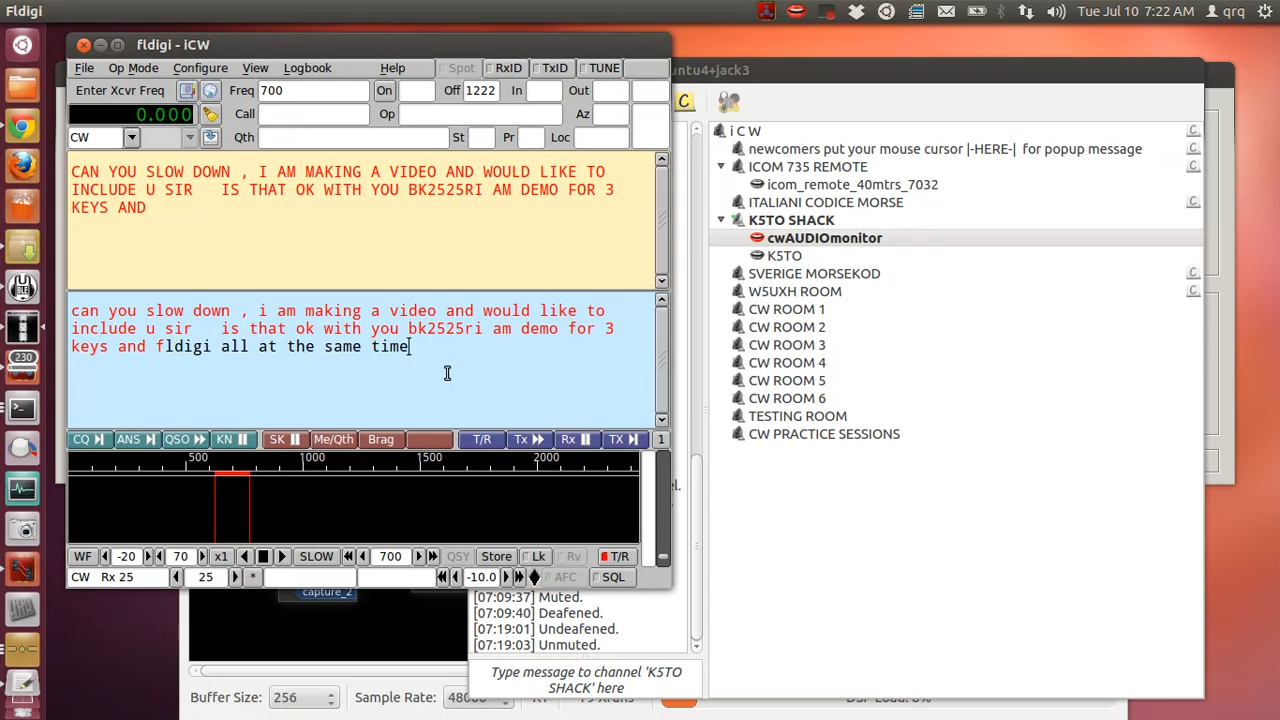 Fldigi
Tue Jul 10 7:22 AM qrq
fldigi - iCW
untu4+jack3
File Op Mode Configure View Logbook Help Spot RxID TxID TUNE
Enter Xcvr Freq Freq 700 On Off 1222 In Out
0.000 Call Op Az
CW Qth St Pr Loc
CAN YOU SLOW DOWN , I AM MAKING A VIDEO AND WOULD LIKE TO
INCLUDE U SIR   IS THAT OK WITH YOU BK2525RI AM DEMO FOR 3
KEYS AND
can you slow down , i am making a video and would like to
include u sir   is that ok with you bk2525ri am demo for 3
keys and fldigi all at the same time
CQ ANS QSO KN SK Me/Qth Brag T/R Tx Rx TX 1
500 1000 1500 2000
WF -20 70 x1 SLOW 700 QSY Store Lk Rv T/R
CW Rx 25 25 * -10.0 AFC SQL
C
i C W C
newcomers put your mouse cursor |-HERE-| for popup message C
ICOM 735 REMOTE C
icom_remote_40mtrs_7032
ITALIANI CODICE MORSE C
K5TO SHACK
cwAUDIOmonitor
K5TO
SVERIGE MORSEKOD C
W5UXH ROOM C
CW ROOM 1
CW ROOM 2
CW ROOM 3
CW ROOM 4
CW ROOM 5
CW ROOM 6
TESTING ROOM
CW PRACTICE SESSIONS
230
capture_2
[07:09:37] Muted.
[07:09:40] Deafened.
[07:19:01] Undeafened.
[07:19:03] Unmuted.
Type message to channel 'K5TO
SHACK' here
Buffer Size: 256 Sample Rate: 48000